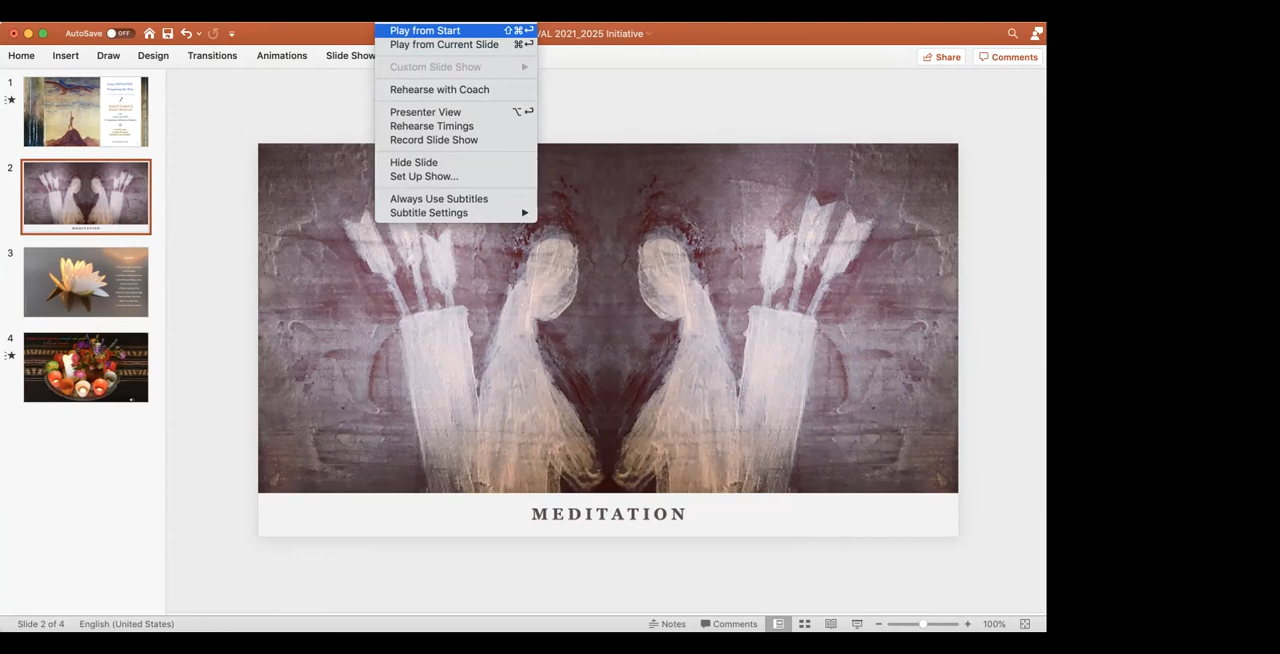 AutoSave OFF
VAL 2021_2025 Initiative
Home Insert Draw Design Transitions Animations Slide Show
Share Comments
Play from Start ⇧⌘↩
Play from Current Slide ⌘↩
Custom Slide Show
Rehearse with Coach
Presenter View ⌥↩
Rehearse Timings
Record Slide Show
Hide Slide
Set Up Show...
Always Use Subtitles
Subtitle Settings
1
2
MEDITATION
3
4
MEDITATION
Slide 2 of 4 English (United States) Notes Comments 100%